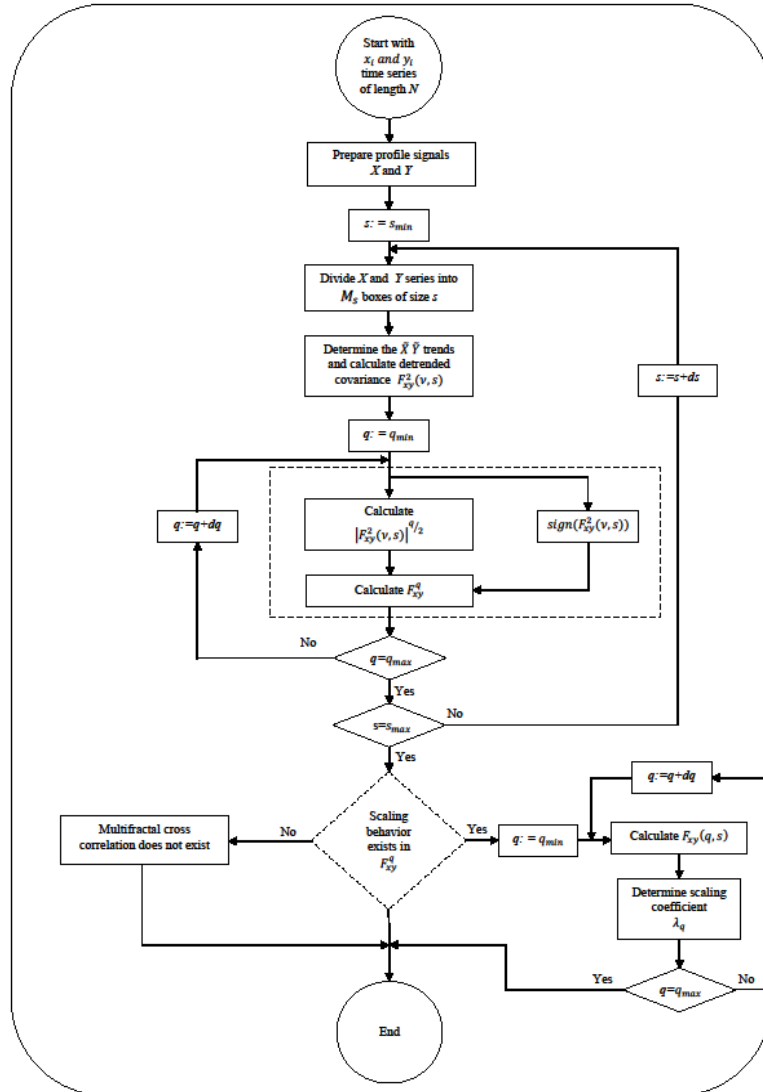 Start with
x_i and y_i
time series
of length N
Prepare profile signals
X and Y
s: = s_min
Divide X and Y series into
M_s boxes of size s
Determine the X̃ Ỹ trends
and calculate detrended
covariance F²_xy(ν, s)
s:=s+ds
q: = q_min
Calculate
|F²_xy(ν, s)|^q/2
sign(F²_xy(ν, s))
q:=q+dq
Calculate F^q_xy
No
q=q_max
Yes
s=s_max
No
Yes
q:=q+dq
Scaling
behavior
exists in
F^q_xy
No
Multifractal cross
correlation does not exist
Yes
q: = q_min
Calculate F_xy(q, s)
Determine scaling
coefficient
λ_q
Yes
q=q_max
No
End